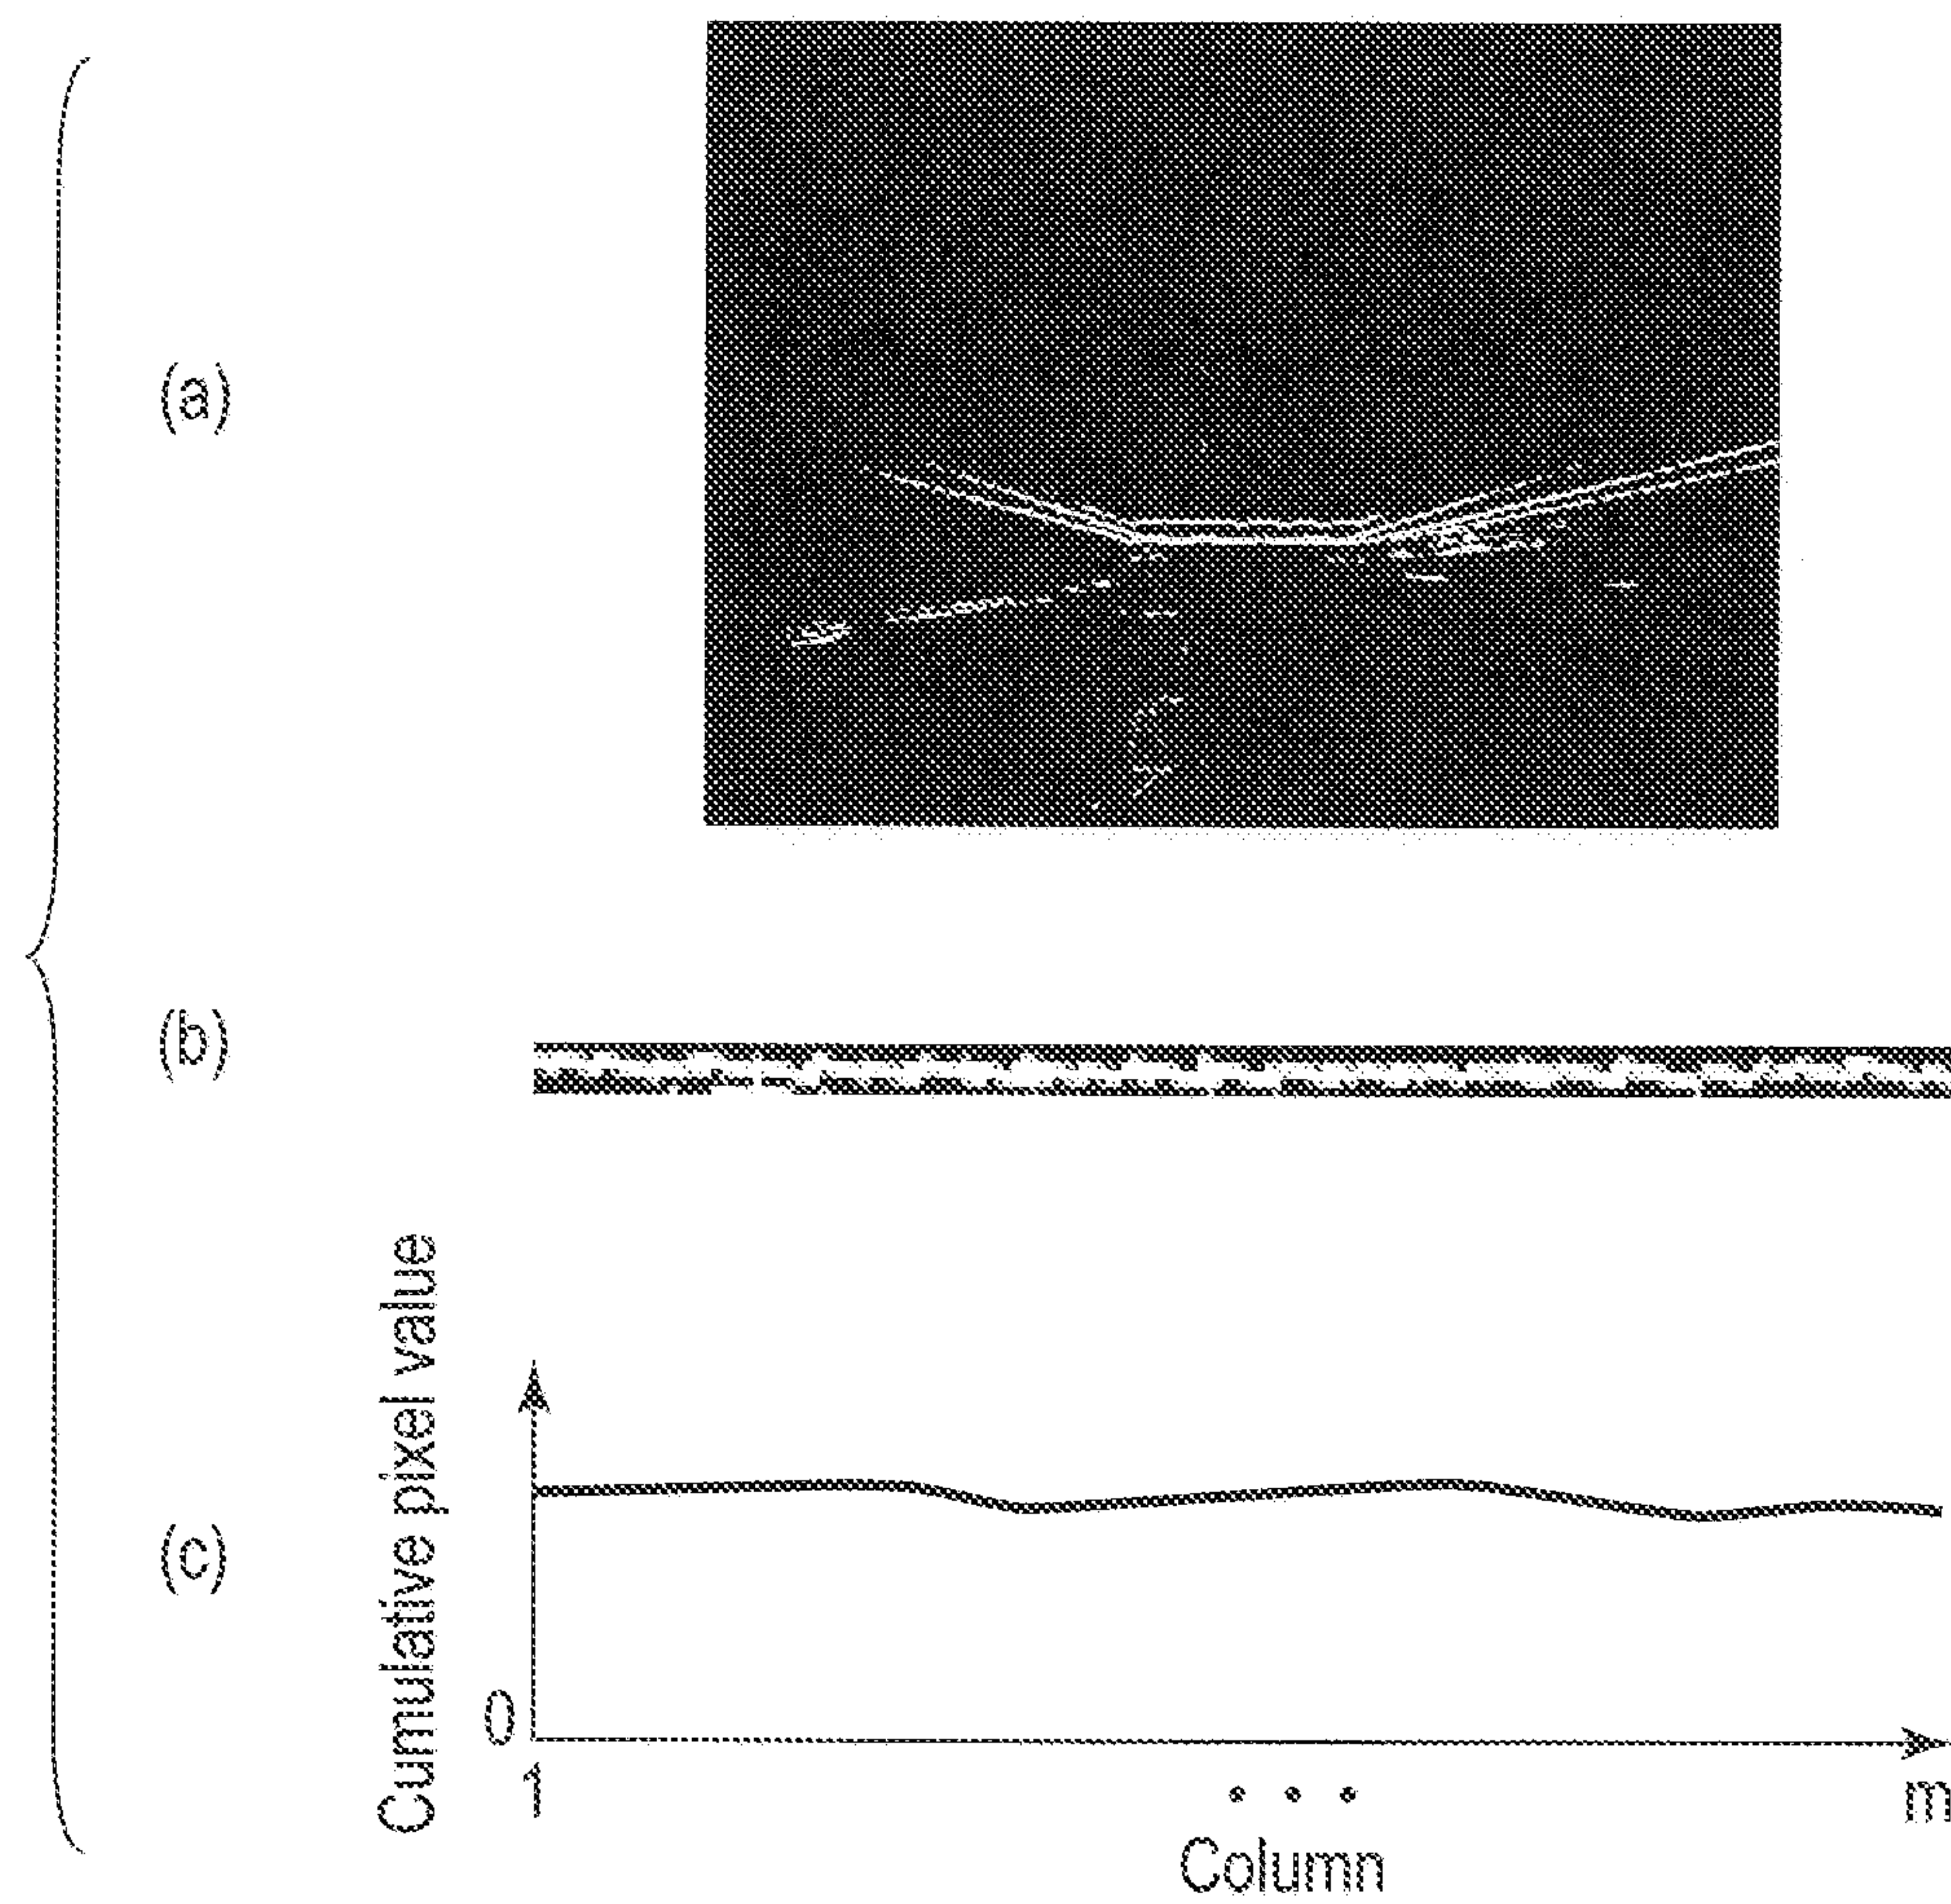 (a)
(b)
(c)
Cumulative pixel value
0
1
• • •
m
Column